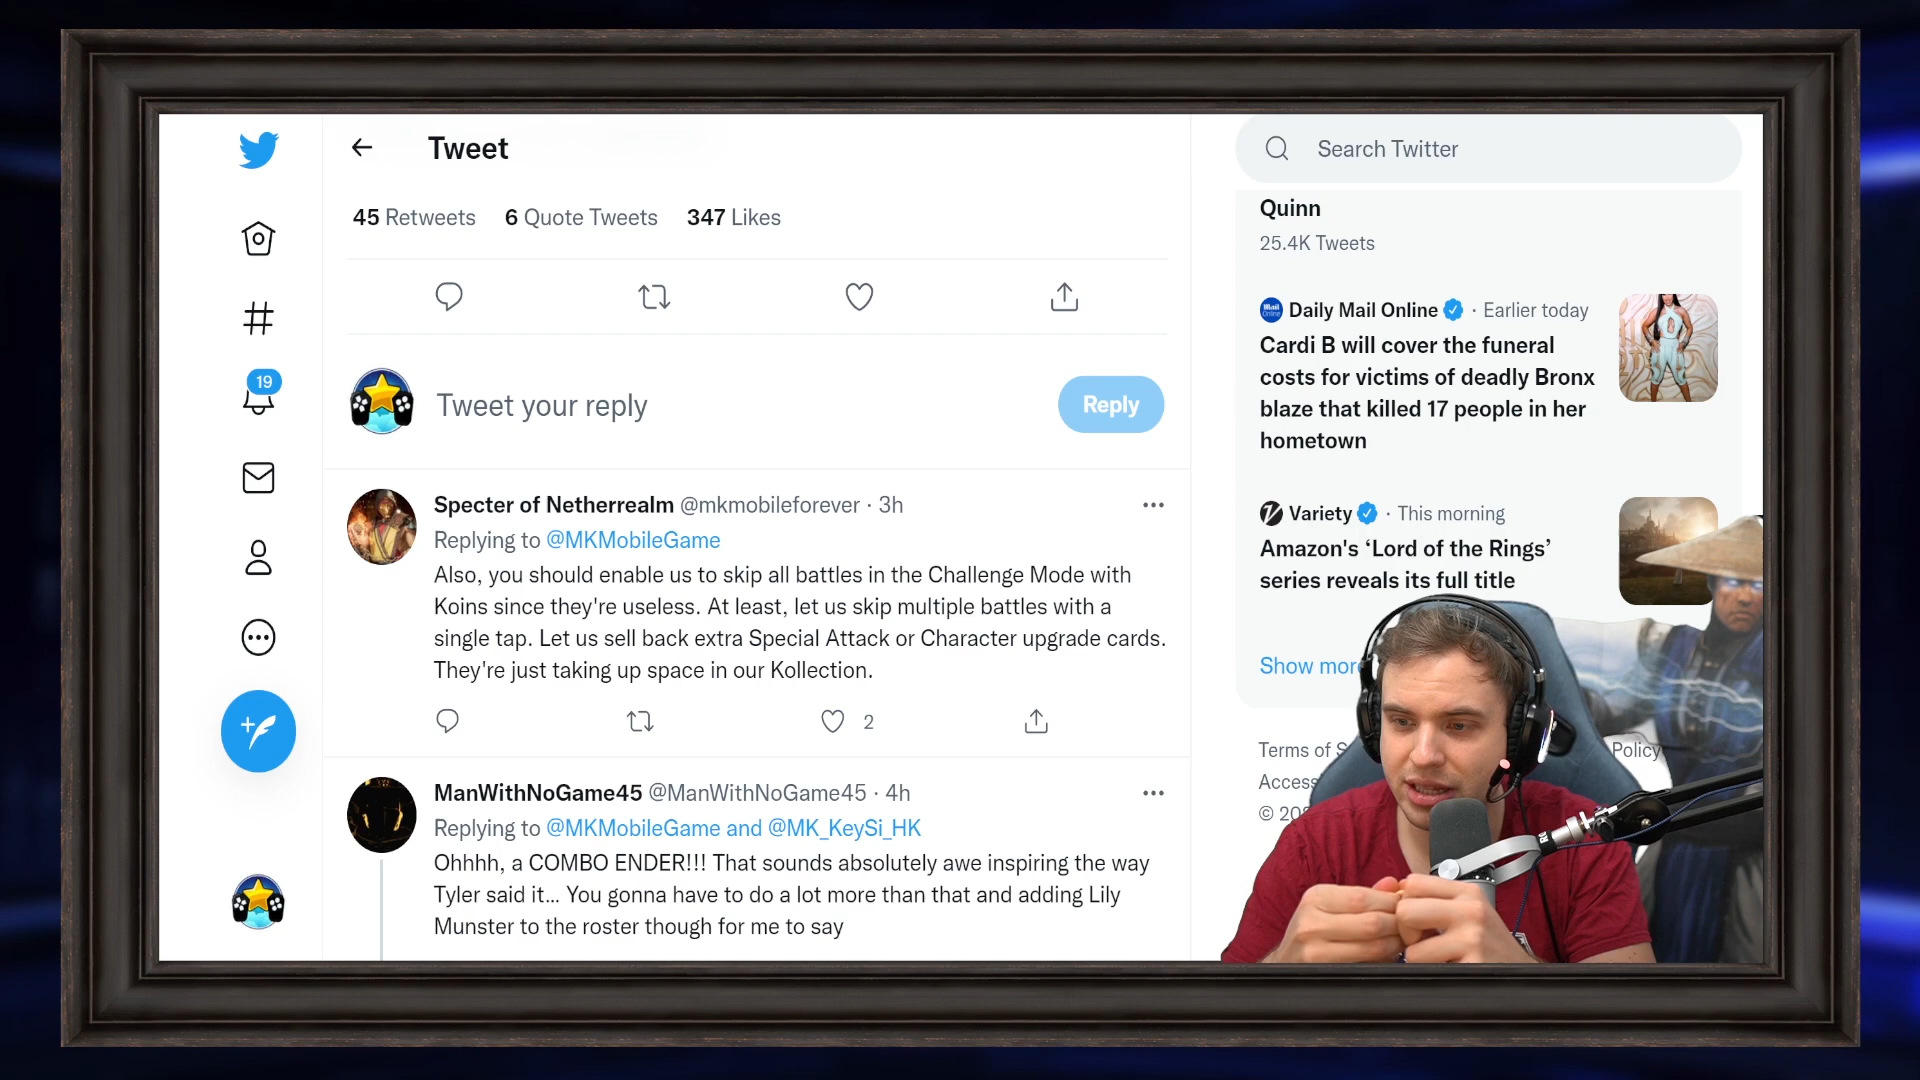 Tweet
45 Retweets 6 Quote Tweets 347 Likes
Tweet your reply
Reply
19
Specter of Netherrealm @mkmobileforever · 3h
Replying to @MKMobileGame
Also, you should enable us to skip all battles in the Challenge Mode with
Koins since they're useless. At least, let us skip multiple battles with a
single tap. Let us sell back extra Special Attack or Character upgrade cards.
They're just taking up space in our Kollection.
2
ManWithNoGame45 @ManWithNoGame45 · 4h
Replying to @MKMobileGame and @MK_KeySi_HK
Ohhhh, a COMBO ENDER!!! That sounds absolutely awe inspiring the way
Tyler said it... You gonna have to do a lot more than that and adding Lily
Munster to the roster though for me to say
Search Twitter
Quinn
25.4K Tweets
Daily Mail Online · Earlier today
Cardi B will cover the funeral
costs for victims of deadly Bronx
blaze that killed 17 people in her
hometown
Variety · This morning
Amazon's ‘Lord of the Rings’
series reveals its full title
Show mor
Terms of S Policy
Access
© 20